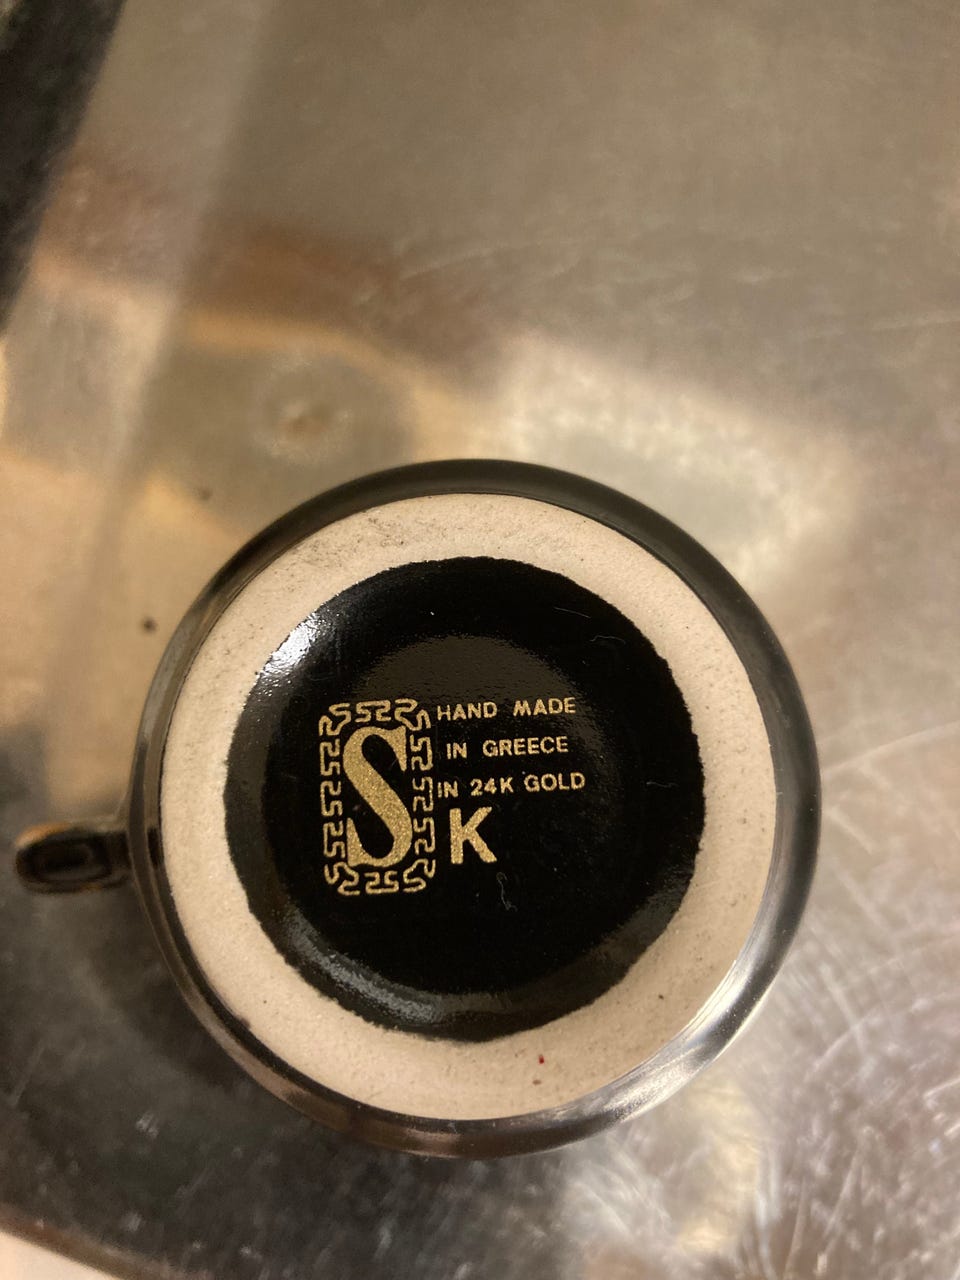 S
HAND MADE
IN GREECE
IN 24K GOLD
K